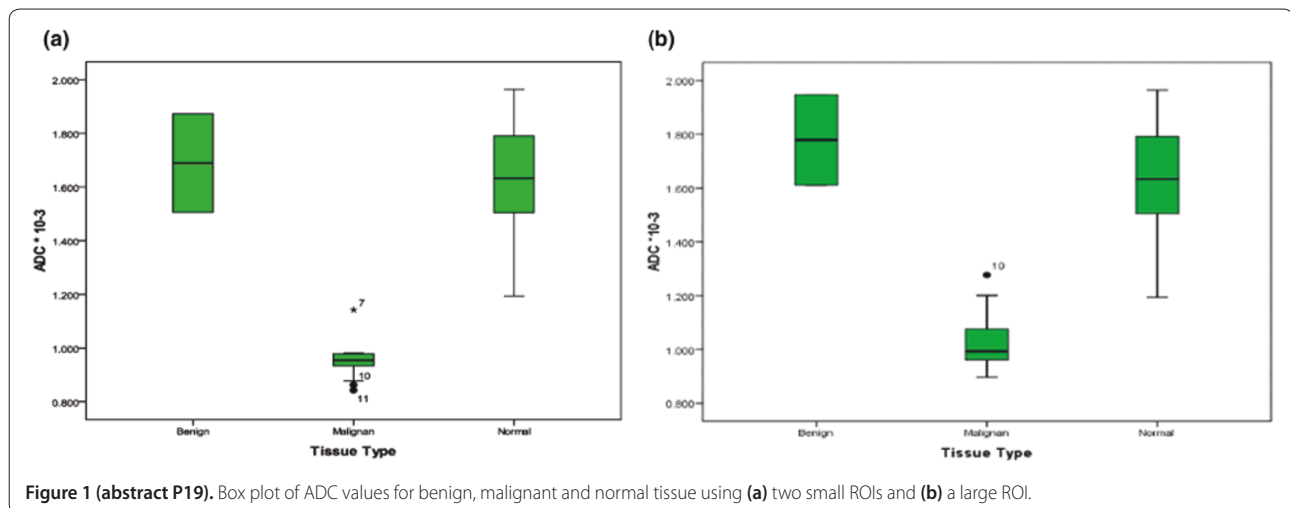 (a)
2.000
1.800
1.600
1.400
1.200
1.000
0.800
ADC * 10-3
7
10
11
Benign Malignan Normal
Tissue Type
(b)
2.000
1.800
1.600
1.400
1.200
1.000
0.800
ADC *10-3
10
Benign Malignan Normal
Tissue Type
Figure 1 (abstract P19). Box plot of ADC values for benign, malignant and normal tissue using (a) two small ROIs and (b) a large ROI.